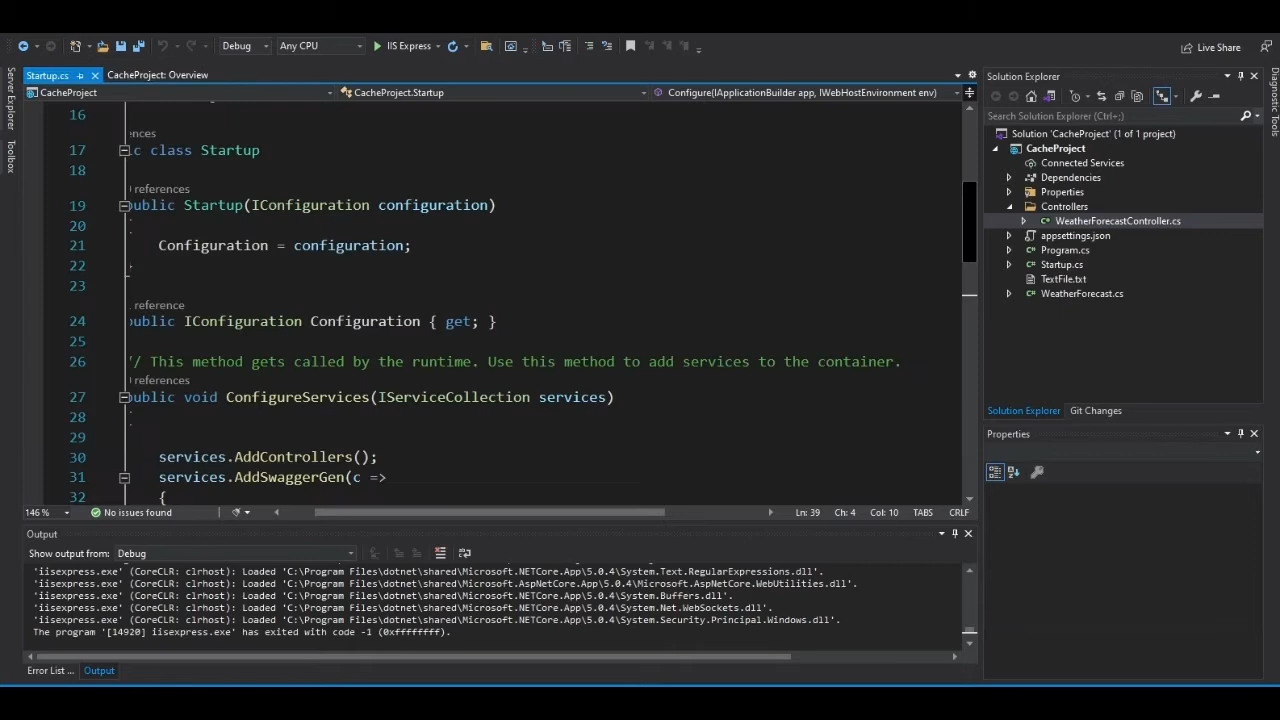 Debug
Any CPU
IIS Express
Live Share
Server Explorer
Toolbox
Startup.cs
CacheProject: Overview
CacheProject
CacheProject.Startup
Configure(IApplicationBuilder app, IWebHostEnvironment env)
16
ences
17 c class Startup
18
references
19 public Startup(IConfiguration configuration)
20
21 Configuration = configuration;
22
23
reference
24 public IConfiguration Configuration { get; }
25
26 // This method gets called by the runtime. Use this method to add services to the container.
references
27 public void ConfigureServices(IServiceCollection services)
28
29
30 services.AddControllers();
31 services.AddSwaggerGen(c =>
32 {
146 %
No issues found
Ln: 39 Ch: 4 Col: 10 TABS CRLF
Output
Show output from: Debug
'iisexpress.exe' (CoreCLR: clrhost): Loaded 'C:\Program Files\dotnet\shared\Microsoft.NETCore.App\5.0.4\System.Text.RegularExpressions.dll'.
'iisexpress.exe' (CoreCLR: clrhost): Loaded 'C:\Program Files\dotnet\shared\Microsoft.AspNetCore.App\5.0.4\Microsoft.AspNetCore.WebUtilities.dll'.
'iisexpress.exe' (CoreCLR: clrhost): Loaded 'C:\Program Files\dotnet\shared\Microsoft.NETCore.App\5.0.4\System.Buffers.dll'.
'iisexpress.exe' (CoreCLR: clrhost): Loaded 'C:\Program Files\dotnet\shared\Microsoft.NETCore.App\5.0.4\System.Net.WebSockets.dll'.
'iisexpress.exe' (CoreCLR: clrhost): Loaded 'C:\Program Files\dotnet\shared\Microsoft.NETCore.App\5.0.4\System.Security.Principal.Windows.dll'.
The program '[14920] iisexpress.exe' has exited with code -1 (0xffffffff).
Error List ...
Output
Solution Explorer
Search Solution Explorer (Ctrl+;)
Solution 'CacheProject' (1 of 1 project)
CacheProject
Connected Services
Dependencies
Properties
Controllers
WeatherForecastController.cs
appsettings.json
Program.cs
Startup.cs
TextFile.txt
WeatherForecast.cs
Solution Explorer
Git Changes
Properties
Diagnostic Tools